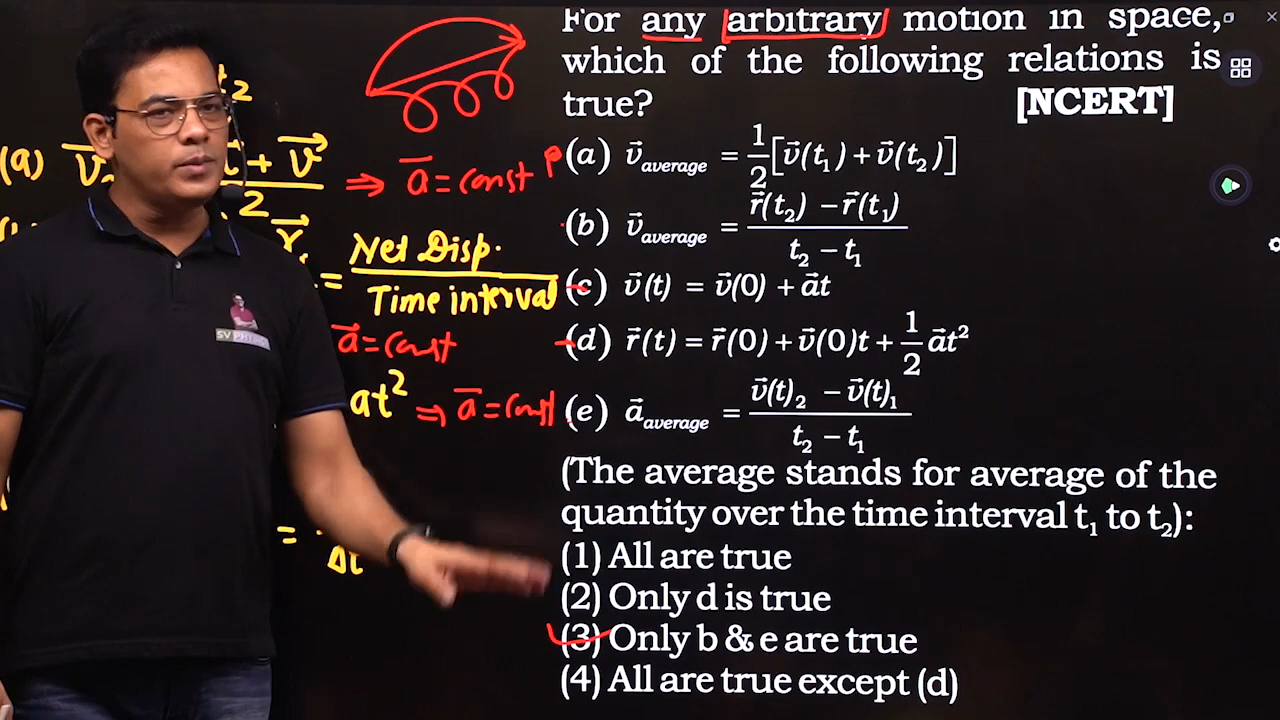 For any arbitrary motion in space,
which of the following relations is
true? [NCERT]
(a) v⃗average = 1/2[v⃗(t₁) + v⃗(t₂)]
(b) v⃗average = r⃗(t₂) − r⃗(t₁) / t₂ − t₁
(c) v⃗(t) = v⃗(0) + a⃗t
(d) r⃗(t) = r⃗(0) + v⃗(0)t + 1/2 a⃗t²
(e) a⃗average = v⃗(t)₂ − v⃗(t)₁ / t₂ − t₁
(The average stands for average of the
quantity over the time interval t₁ to t₂):
(1) All are true
(2) Only d is true
(3) Only b & e are true
(4) All are true except (d)
(a)
⇒ a⃗ = const
= Net Disp. / Time interval
a⃗ = const
at² ⇒ a⃗ = const
=
Δt
SV PHYSICS